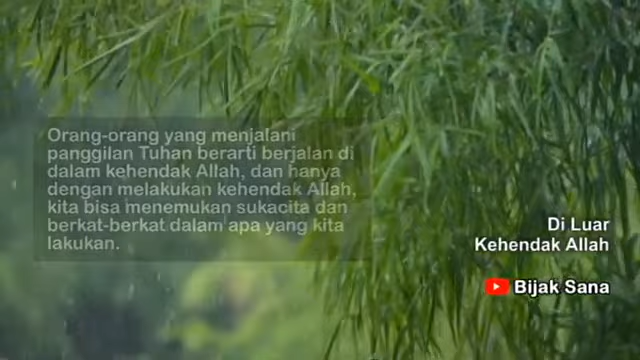 Orang-orang yang menjalani
panggilan Tuhan berarti berjalan di
dalam kehendak Allah, dan hanya
dengan melakukan kehendak Allah,
kita bisa menemukan sukacita dan
berkat-berkat dalam apa yang kita
lakukan.
Di Luar
Kehendak Allah
Bijak Sana